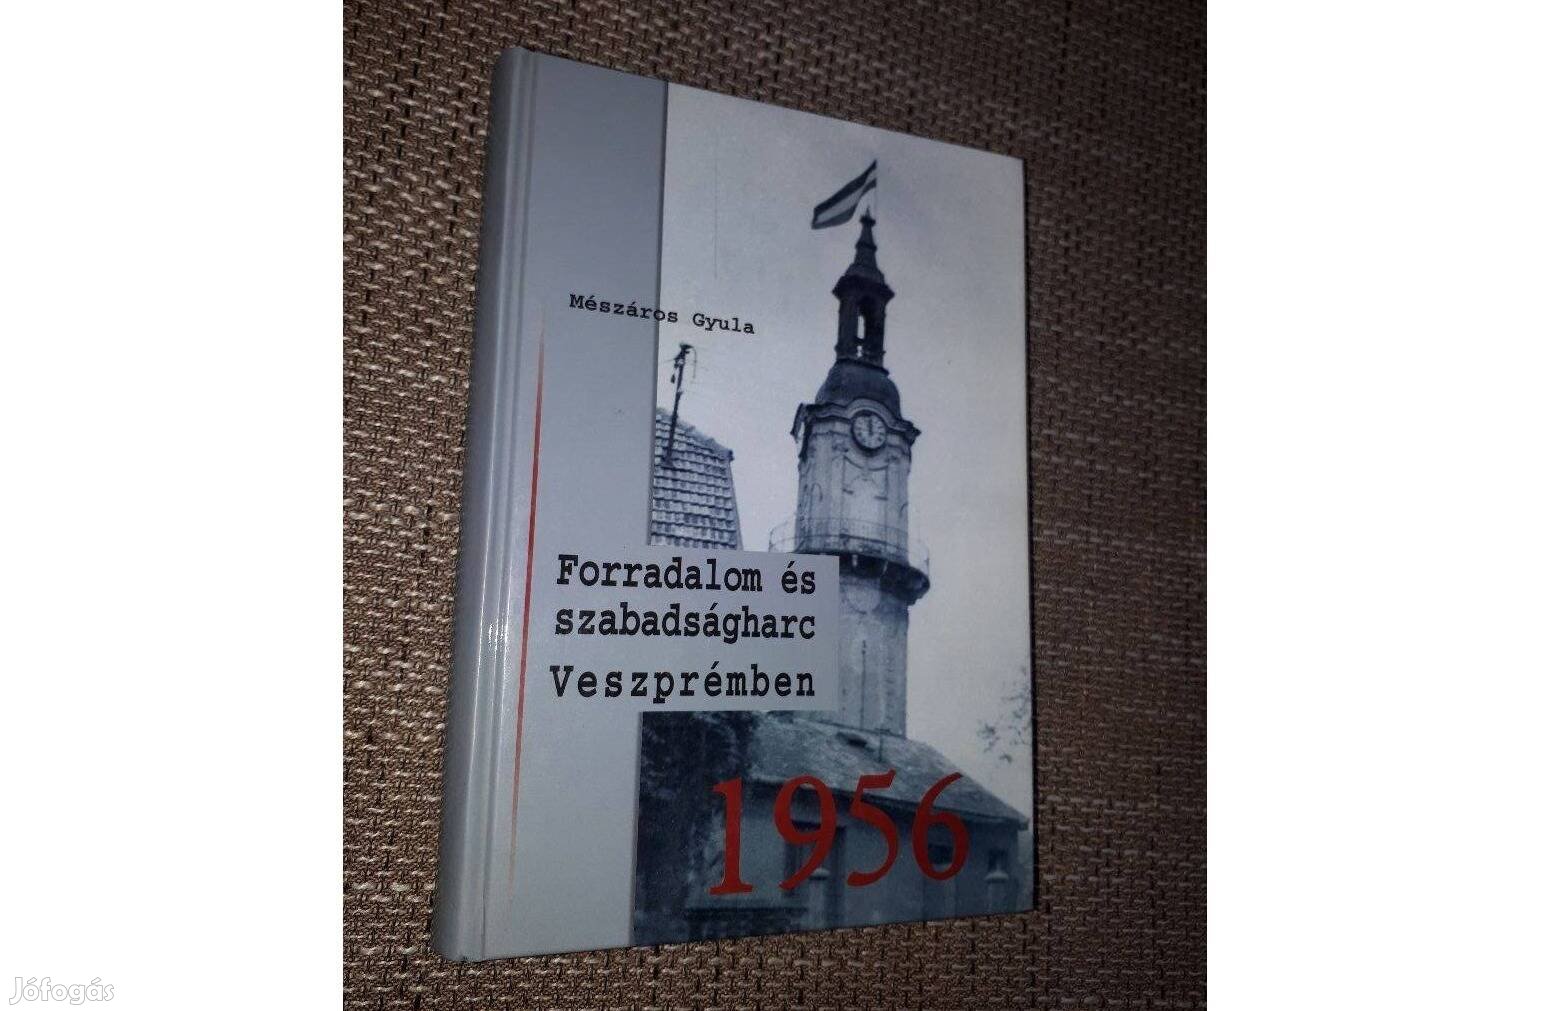 Mészáros Gyula
Forradalom és
szabadságharc
Veszprémben
1956
Jófogás